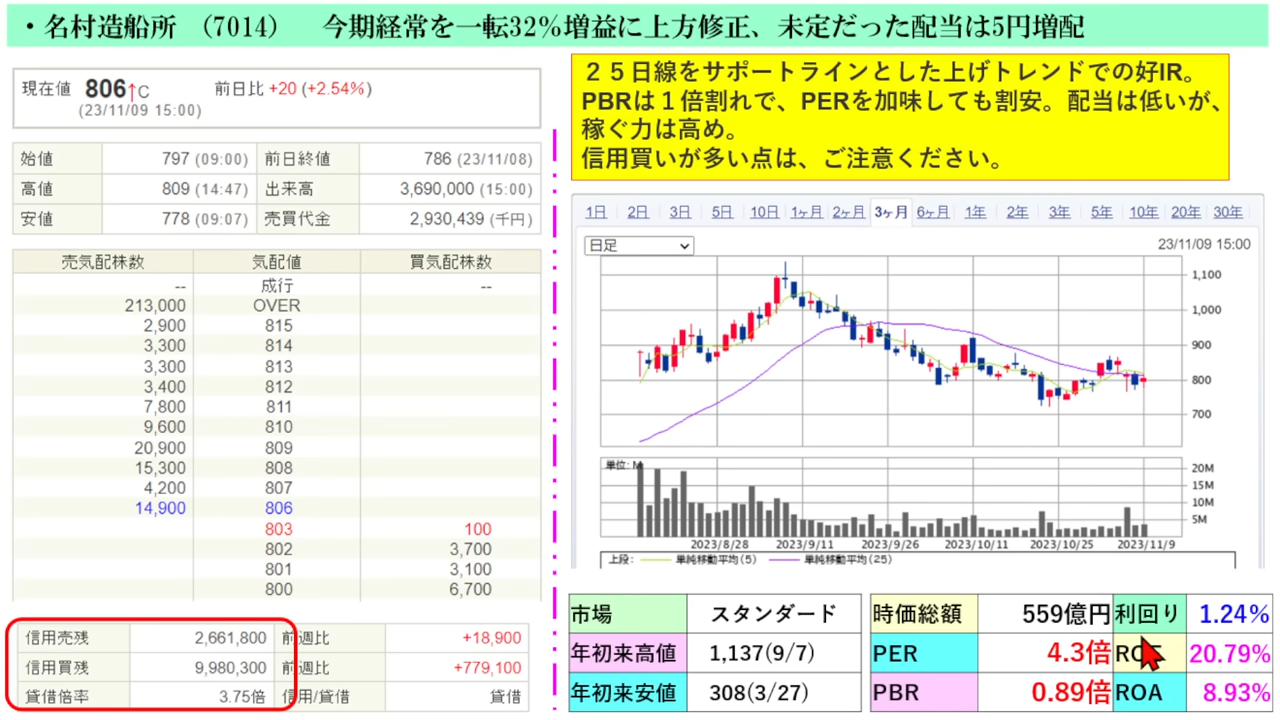 ・名村造船所　（7014）　　今期経常を一転32%増益に上方修正、未定だった配当は5円増配
２５日線をサポートラインとした上げトレンドでの好IR。
PBRは１倍割れで、PERを加味しても割安。配当は低いが、
稼ぐ力は高め。
信用買いが多い点は、ご注意ください。
現在値 806↑C 前日比 +20 (+2.54%)
(23/11/09 15:00)
始値 797 (09:00) 前日終値 786 (23/11/08)
高値 809 (14:47) 出来高 3,690,000 (15:00)
安値 778 (09:07) 売買代金 2,930,439 (千円)
売気配株数 気配値 買気配株数
-- 成行 --
213,000 OVER
2,900 815
3,300 814
3,300 813
3,400 812
7,800 811
9,600 810
20,900 809
15,300 808
4,200 807
14,900 806
803 100
802 3,700
801 3,100
800 6,700
信用売残 2,661,800 前週比 +18,900
信用買残 9,980,300 前週比 +779,100
貸借倍率 3.75倍 信用/貸借 貸借
1日 2日 3日 5日 10日 1ヶ月 2ヶ月 3ヶ月 6ヶ月 1年 2年 3年 5年 10年 20年 30年
日足 23/11/09 15:00
1,100
1,000
900
800
700
単位: M
20M
15M
10M
5M
2023/8/28 2023/9/11 2023/9/26 2023/10/11 2023/10/25 2023/11/9
上段: 単純移動平均(5) 単純移動平均(25)
市場 スタンダード 時価総額 559億円 利回り 1.24%
年初来高値 1,137(9/7) PER 4.3倍 20.79%
年初来安値 308(3/27) PBR 0.89倍 ROA 8.93%